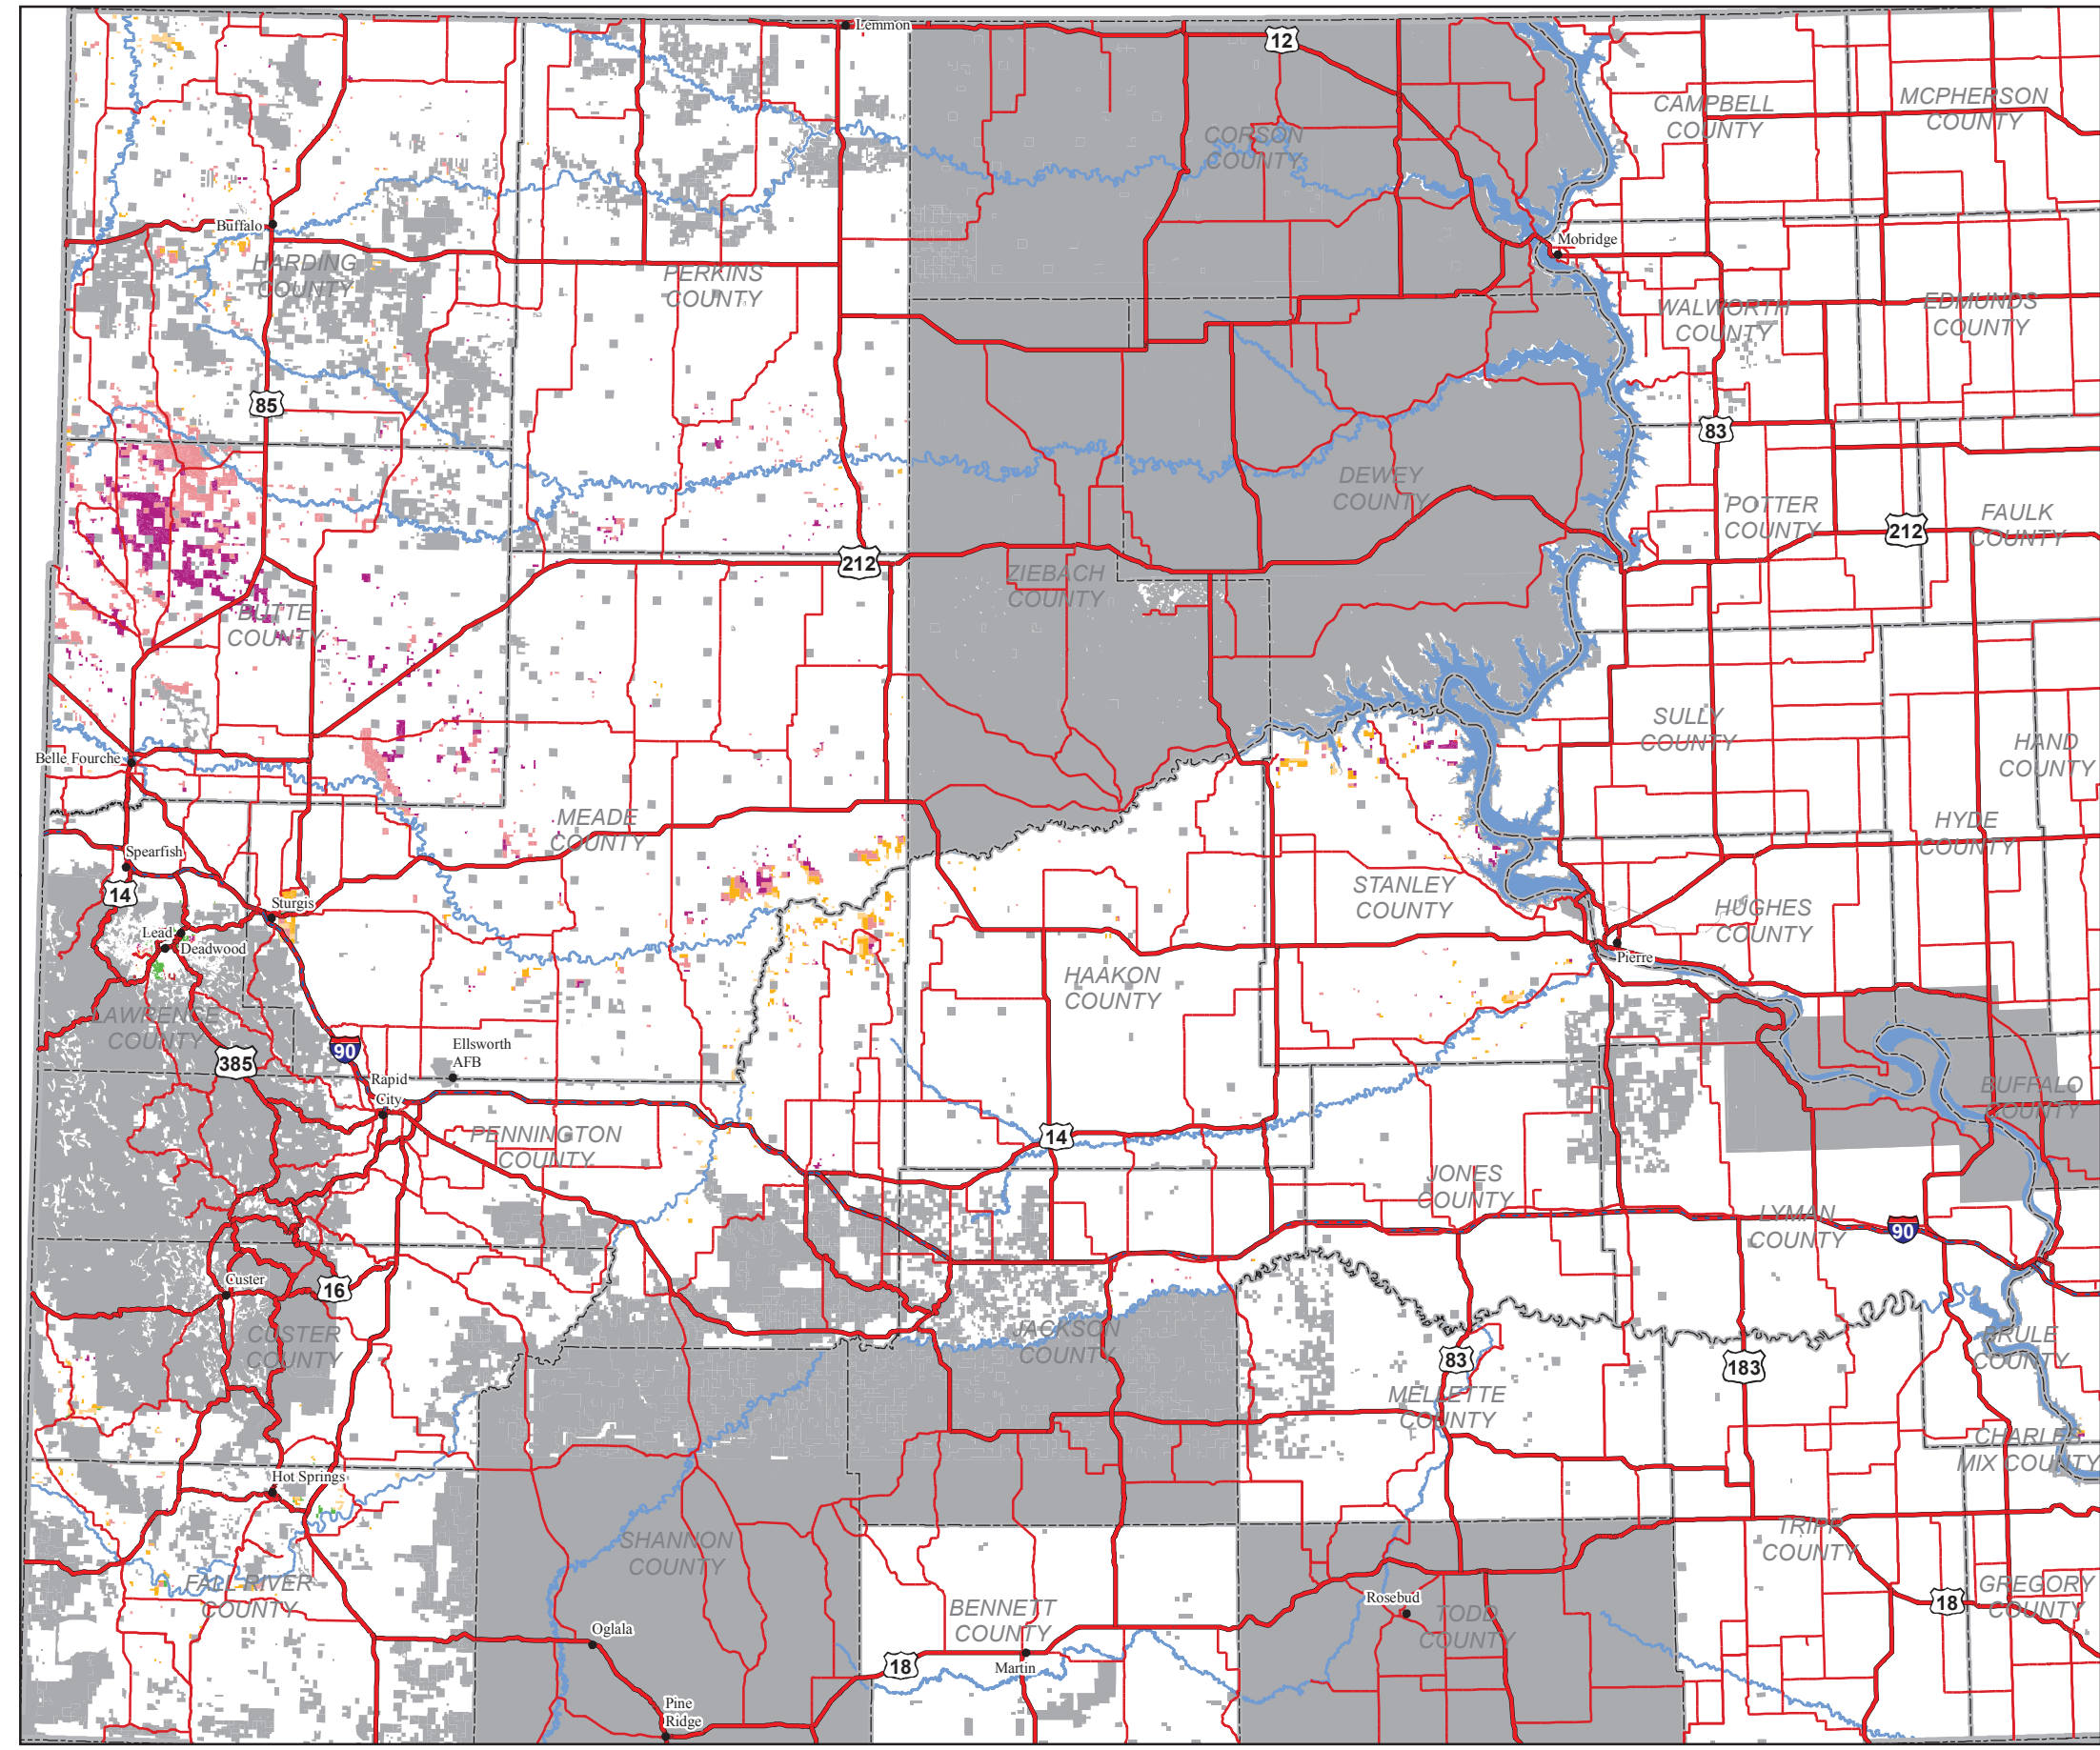 Lemmon
12
CAMPBELL
COUNTY
MCPHERSON
COUNTY
CORSON
COUNTY
Buffalo
HARDING
COUNTY
PERKINS
COUNTY
Mobridge
WALWORTH
COUNTY
EDMUNDS
COUNTY
85
83
DEWEY
COUNTY
POTTER
COUNTY
212
FAULK
COUNTY
212
ZIEBACH
COUNTY
BUTTE
COUNTY
SULLY
COUNTY
HAND
COUNTY
Belle Fourche
MEADE
COUNTY
HYDE
COUNTY
Spearfish
14
Sturgis
STANLEY
COUNTY
HUGHES
COUNTY
Lead
Deadwood
Pierre
HAAKON
COUNTY
LAWRENCE
COUNTY
385
90
Ellsworth
AFB
Rapid
City
BUFFALO
COUNTY
PENNINGTON
COUNTY
14
JONES
COUNTY
LYMAN
COUNTY
90
Custer
16
CUSTER
COUNTY
JACKSON
COUNTY
83
183
BRULE
COUNTY
MELLETTE
COUNTY
CHARLES
MIX COUNTY
Hot Springs
SHANNON
COUNTY
TRIPP
COUNTY
FALL RIVER
COUNTY
BENNETT
COUNTY
Rosebud
TODD
COUNTY
18
GREGORY
COUNTY
Oglala
18
Martin
Pine
Ridge